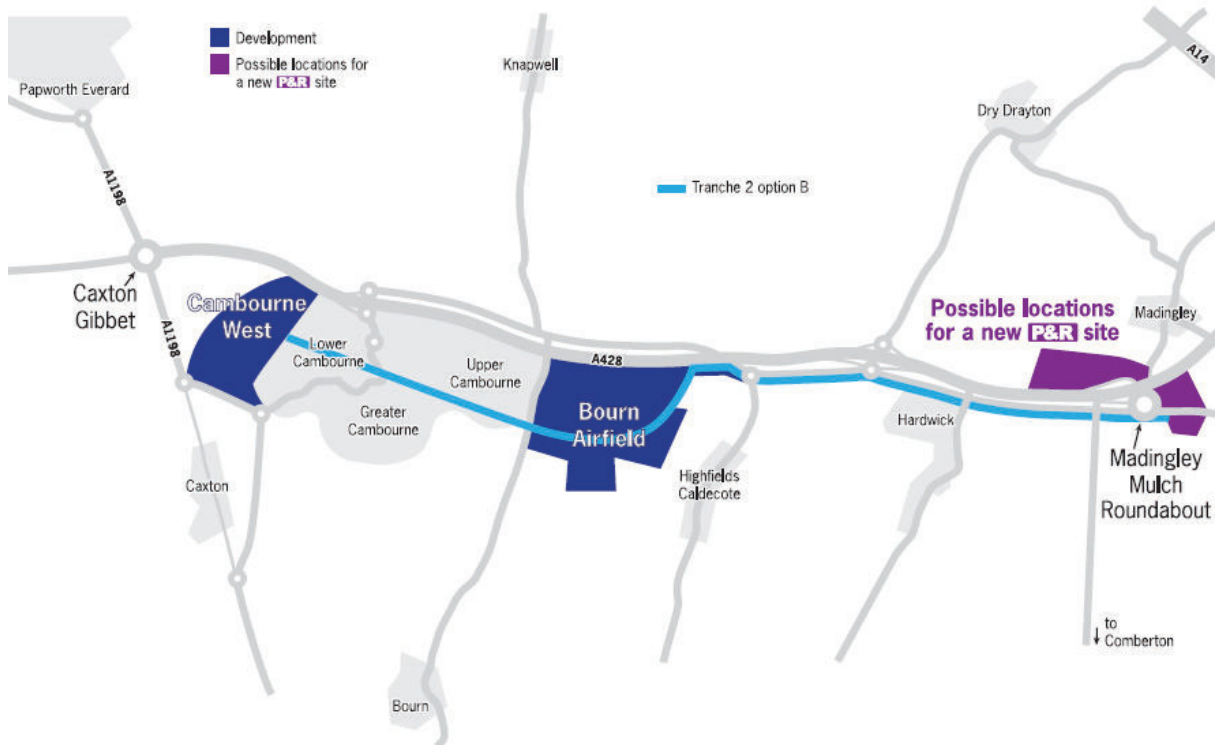 Development
Possible locations for
a new P&R site
Knapwell
A14
Papworth Everard
Dry Drayton
A1198
Tranche 2 option B
Caxton
Gibbet
Cambourne
West
Possible locations
for a new P&R site
Madingley
A1198
Lower
Cambourne
Upper
Cambourne
A428
Greater
Cambourne
Bourn
Airfield
Hardwick
Madingley
Mulch
Roundabout
Caxton
Highfields
Caldecote
to
Comberton
Bourn